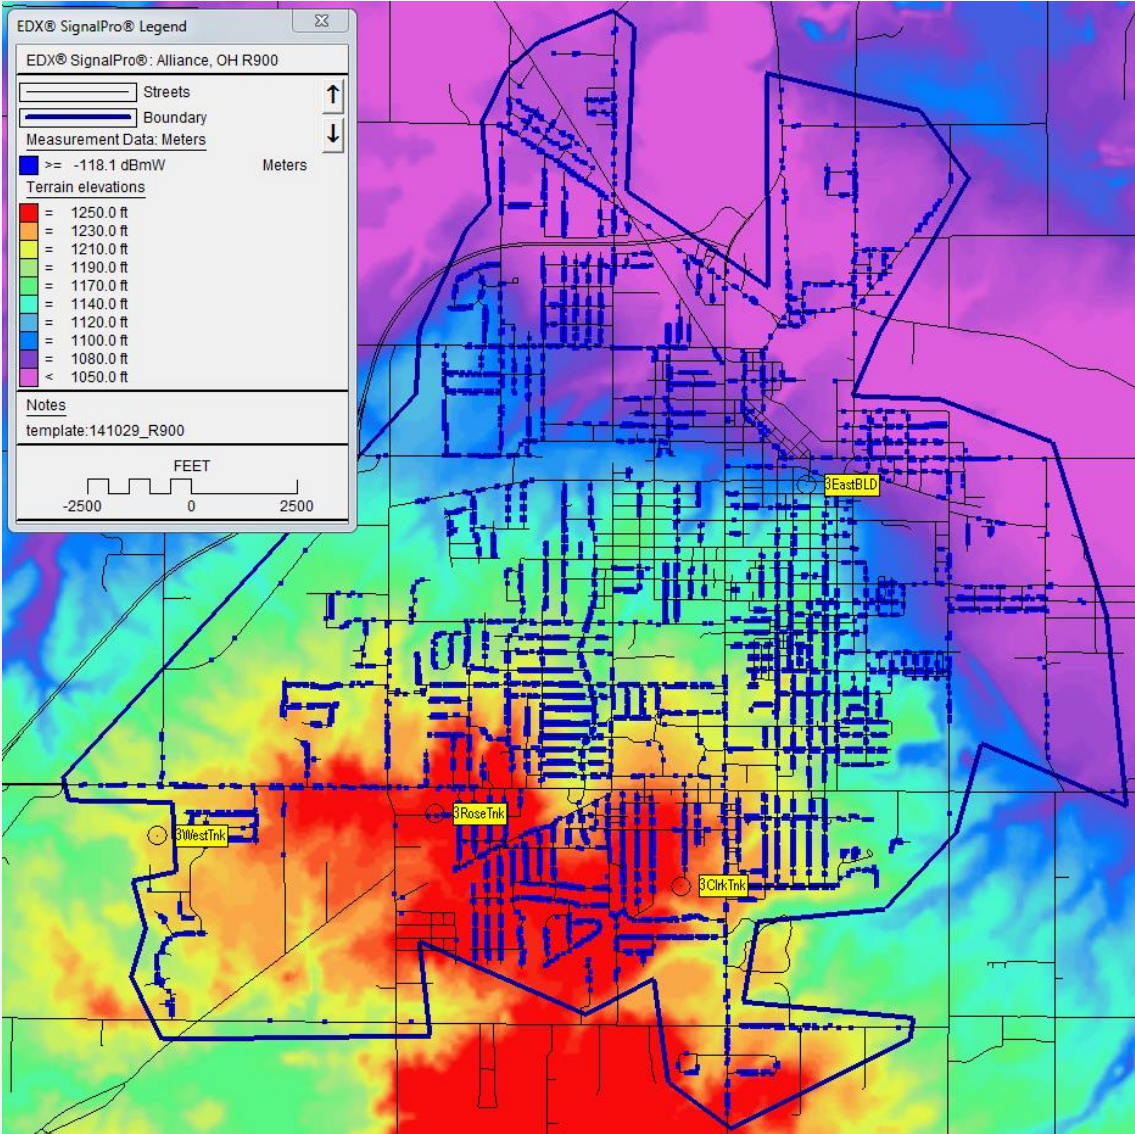 EDX® SignalPro® Legend
EDX® SignalPro®: Alliance, OH R900
Streets
Boundary
Measurement Data: Meters
>= -118.1 dBmW Meters
Terrain elevations
= 1250.0 ft
= 1230.0 ft
= 1210.0 ft
= 1190.0 ft
= 1170.0 ft
= 1140.0 ft
= 1120.0 ft
= 1100.0 ft
= 1080.0 ft
< 1050.0 ft
Notes
template:141029_R900
FEET
-2500 0 2500
3EastBLD
3RoseTnk
3WestTnk
3ClrkTnk